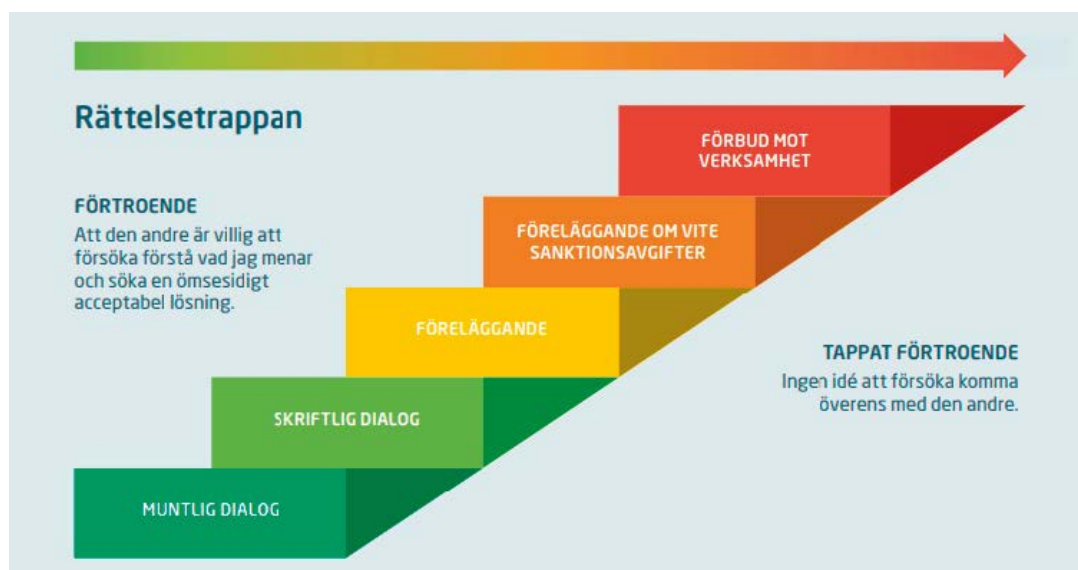 Rättelsetrappan
FÖRTROENDE
Att den andre är villig att
försöka förstå vad jag menar
och söka en ömsesidigt
acceptabel lösning.
FÖRBUD MOT
VERKSAMHET
FÖRELÄGGANDE OM VITE
SANKTIONSAVGIFTER
FÖRELÄGGANDE
SKRIFTLIG DIALOG
MUNTLIG DIALOG
TAPPAT FÖRTROENDE
Ingen idé att försöka komma
överens med den andre.